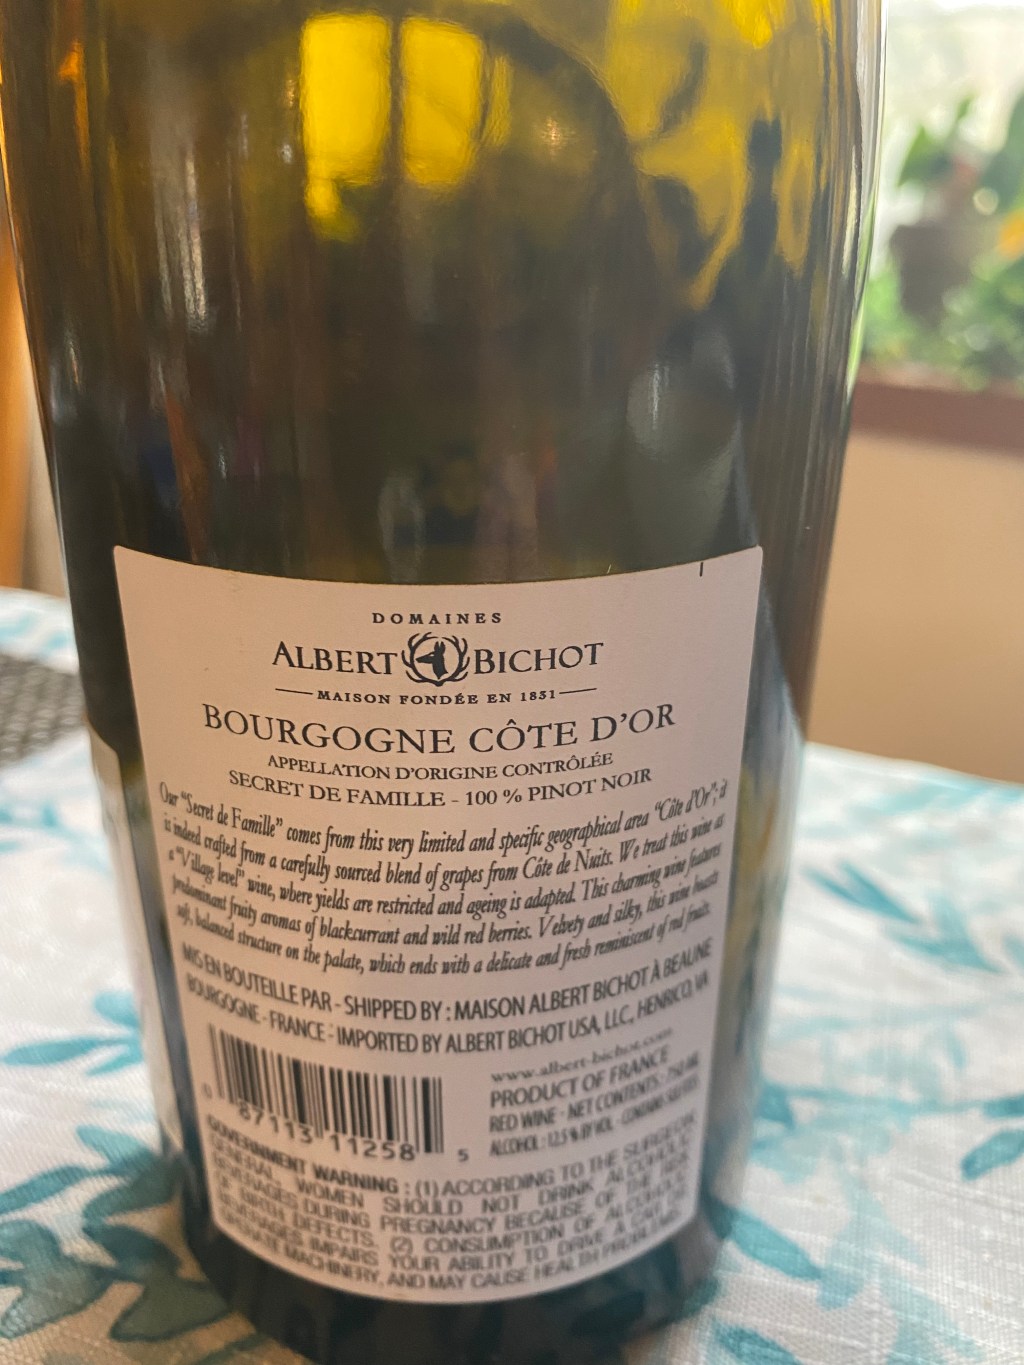 DOMAINES
ALBERT BICHOT
MAISON FONDÉE EN 1831
BOURGOGNE CÔTE D'OR
APPELLATION D'ORIGINE CONTRÔLÉE
SECRET DE FAMILLE - 100 % PINOT NOIR
Our "Secret de Famille" comes from this very limited and specific geographical area "Côte d'Or"; it
is indeed crafted from a carefully sourced blend of grapes from Côte de Nuits. We treat this wine as
a "Village level" wine, where yields are restricted and ageing is adapted. This charming wine features
predominant fruity aromas of blackcurrant and wild red berries. Velvety and silky, this wine boasts
soft, balanced structure on the palate, which ends with a delicate and fresh reminiscent of red fruits.
MIS EN BOUTEILLE PAR - SHIPPED BY : MAISON ALBERT BICHOT À BEAUNE
BOURGOGNE - FRANCE - IMPORTED BY ALBERT BICHOT USA, LLC, HENRICO, VA
www.albert-bichot.com
PRODUCT OF FRANCE
RED WINE - NET CONTENTS : 750 ML
ALCOHOL : 12.5 % BY VOL - CONTAINS SULFITES
0 87113 11258 5
GOVERNMENT WARNING : (1) ACCORDING TO THE SURGEON
GENERAL, WOMEN SHOULD NOT DRINK ALCOHOLIC
BEVERAGES DURING PREGNANCY BECAUSE OF THE RISK
OF BIRTH DEFECTS. (2) CONSUMPTION OF ALCOHOLIC
BEVERAGES IMPAIRS YOUR ABILITY TO DRIVE A CAR OR
OPERATE MACHINERY, AND MAY CAUSE HEALTH PROBLEMS.